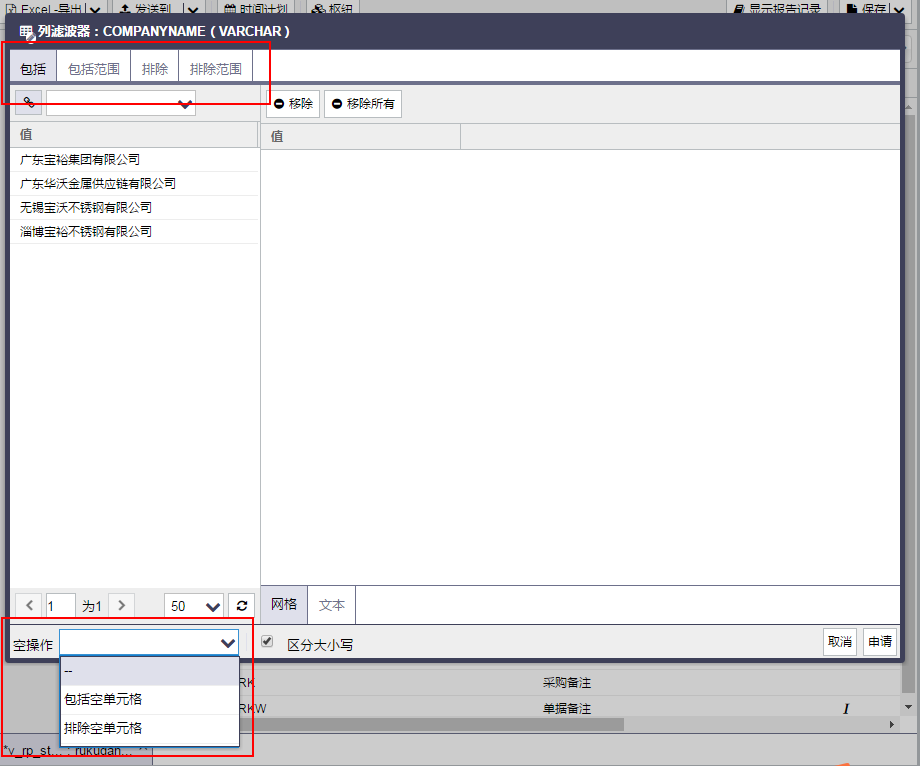 Excel -导出 发送到 时间计划 枢纽 显示报告记录 保存
列滤波器：COMPANYNAME ( VARCHAR )
包括 包括范围 排除 排除范围
移除 移除所有
值 值
广东宝裕集团有限公司
广东华沃金属供应链有限公司
无锡宝沃不锈钢有限公司
淄博宝裕不锈钢有限公司
1 为1 50 网格 文本
空操作 区分大小写 取消 申请
--
包括空单元格
排除空单元格
RK 采购备注
RKW 单据备注 I
*v_rp_st... : rukudan...